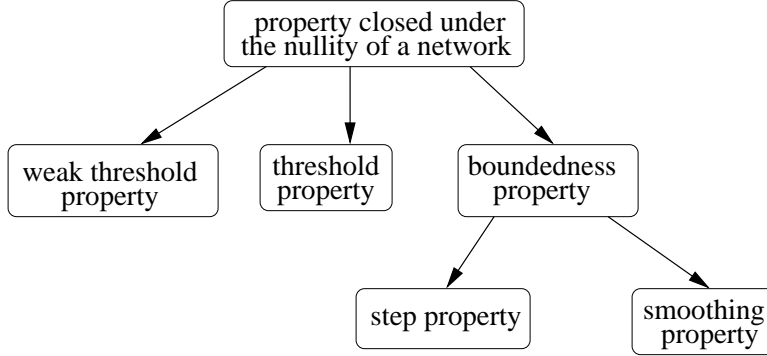 property closed under
the nullity of a network
weak threshold
property
threshold
property
boundedness
property
step property
smoothing
property